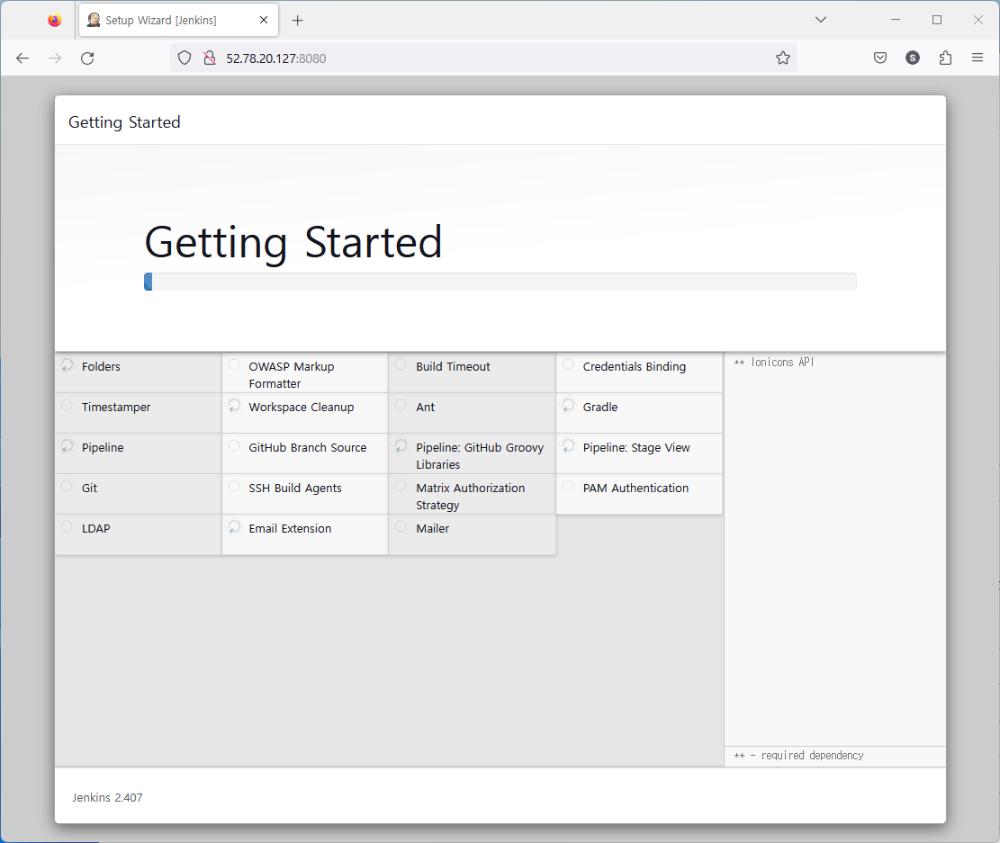 Setup Wizard [Jenkins]
52.78.20.127:8080
S
Getting Started
Getting Started
Folders
OWASP Markup
Formatter
Build Timeout
Credentials Binding
** Ionicons API
Timestamper
Workspace Cleanup
Ant
Gradle
Pipeline
GitHub Branch Source
Pipeline: GitHub Groovy
Libraries
Pipeline: Stage View
Git
SSH Build Agents
Matrix Authorization
Strategy
PAM Authentication
LDAP
Email Extension
Mailer
** - required dependency
Jenkins 2.407